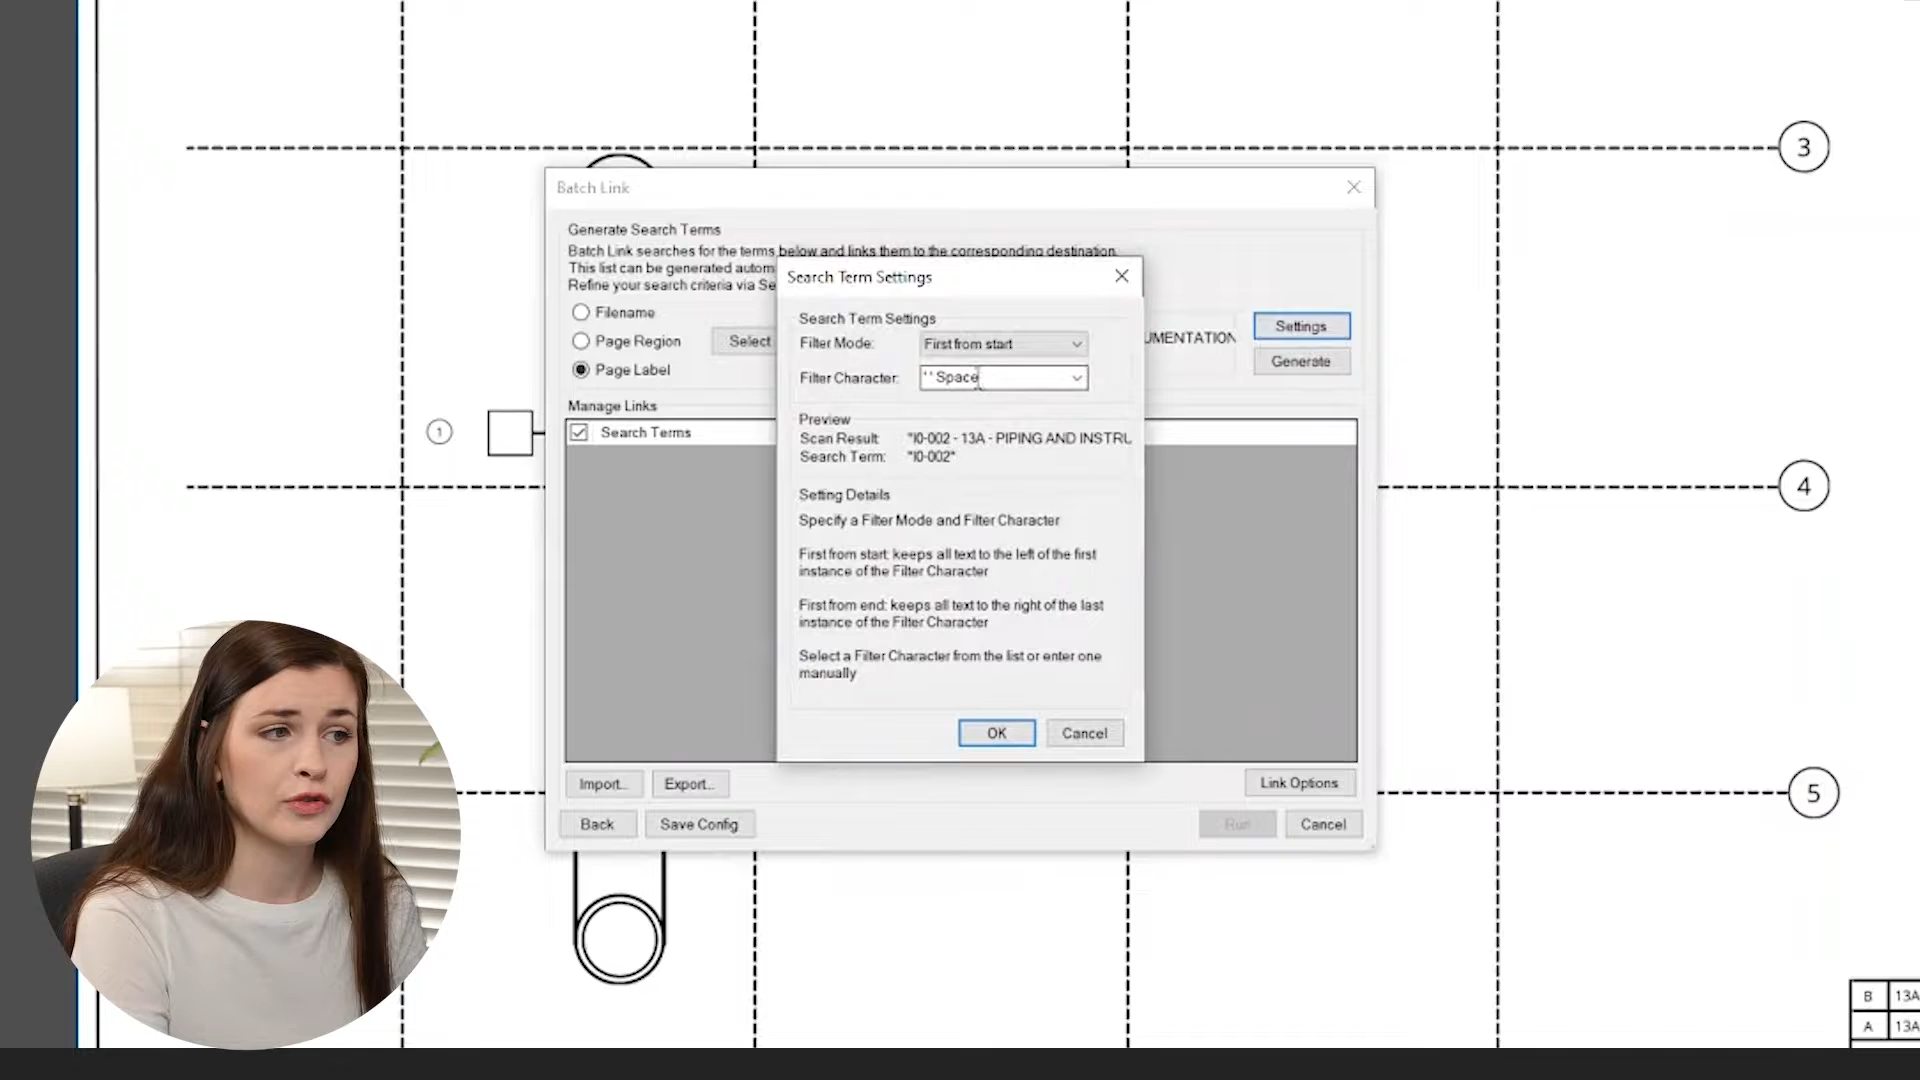 3
Batch Link
Generate Search Terms
Batch Link searches for the terms below and links them to the corresponding destination.
This list can be generated autom
Refine your search criteria via Se
Filename
Page Region
Select
Page Label
UMENTATION
Settings
Generate
Manage Links
Search Terms
Search Term Settings
Search Term Settings
Filter Mode:
First from start
Filter Character:
' ' Space
Preview
Scan Result:
"I0-002 - 13A - PIPING AND INSTRU
Search Term:
"I0-002"
Setting Details
Specify a Filter Mode and Filter Character
First from start: keeps all text to the left of the first
instance of the Filter Character
First from end: keeps all text to the right of the last
instance of the Filter Character
Select a Filter Character from the list or enter one
manually
OK
Cancel
1
4
Import...
Export...
Link Options
5
Back
Save Config
Run
Cancel
B 13A
A 13A